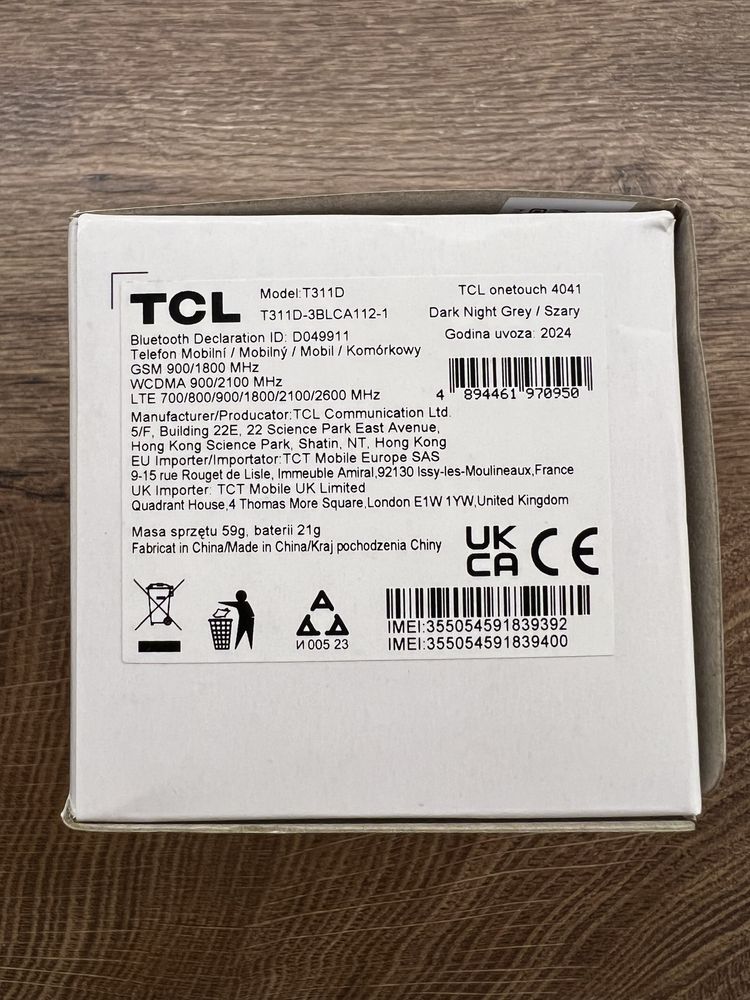 TCL
Model:T311D
TCL onetouch 4041
T311D-3BLCA112-1
Dark Night Grey / Szary
Bluetooth Declaration ID: D049911
Godina uvoza: 2024
Telefon Mobilní / Mobilný / Mobil / Komórkowy
GSM 900/1800 MHz
WCDMA 900/2100 MHz
LTE 700/800/900/1800/2100/2600 MHz
4 894461 970950
Manufacturer/Producator:TCL Communication Ltd.
5/F, Building 22E, 22 Science Park East Avenue,
Hong Kong Science Park, Shatin, NT, Hong Kong
EU Importer/Importator:TCT Mobile Europe SAS
9-15 rue Rouget de Lisle, Immeuble Amiral,92130 Issy-les-Moulineaux,France
UK Importer: TCT Mobile UK Limited
Quadrant House,4 Thomas More Square,London E1W 1YW,United Kingdom
Masa sprzętu 59g, baterii 21g
Fabricat in China/Made in China/Kraj pochodzenia Chiny
UK
CA
CE
A
И 005 23
IMEI:355054591839392
IMEI:355054591839400